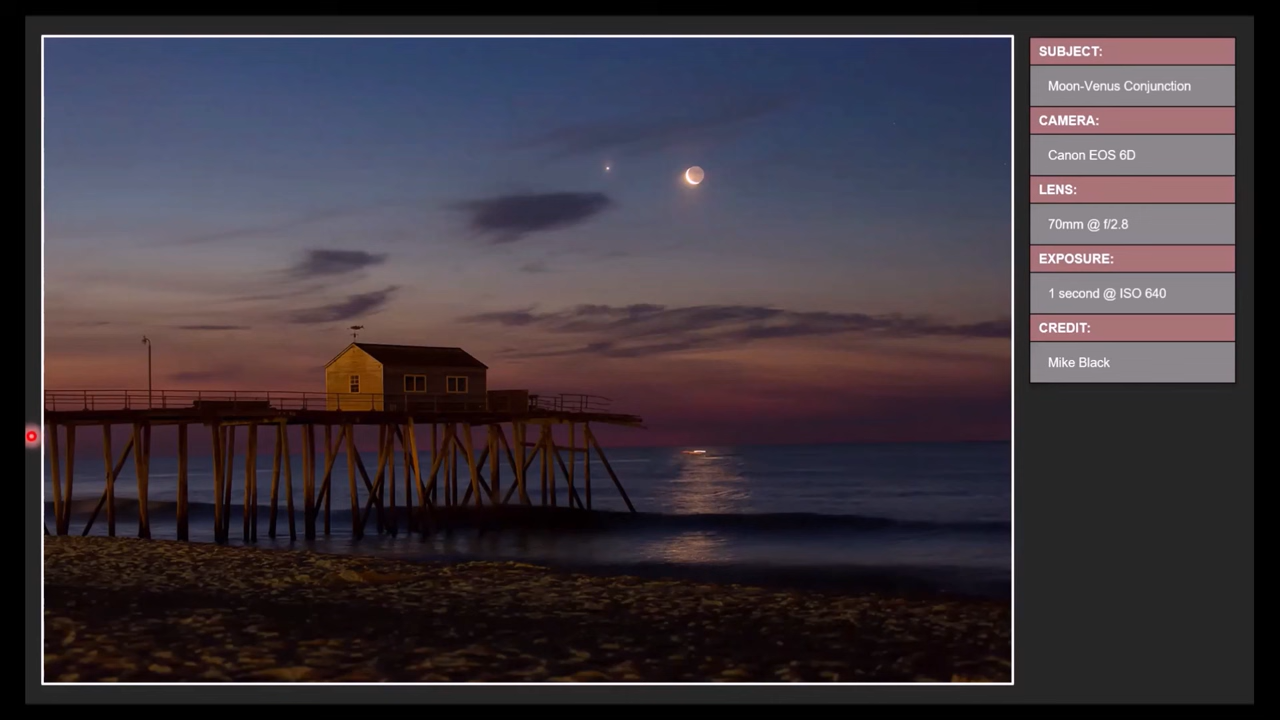 SUBJECT:
Moon-Venus Conjunction
CAMERA:
Canon EOS 6D
LENS:
70mm @ f/2.8
EXPOSURE:
1 second @ ISO 640
CREDIT:
Mike Black